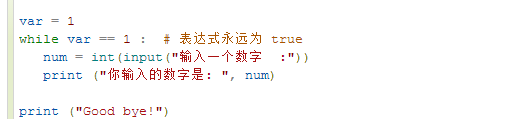 var = 1
while var == 1 :  # 表达式永远为 true
   num = int(input("输入一个数字  :"))
   print ("你输入的数字是: ", num)
print ("Good bye!")